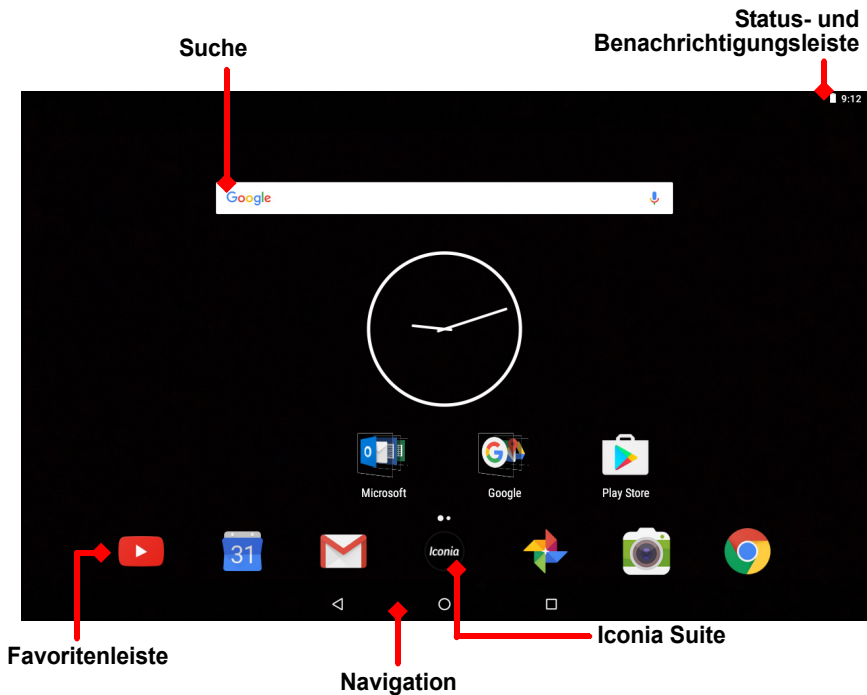 Status- und
Benachrichtigungsleiste
Suche
9:12
Google
Microsoft
Google
Play Store
31
Iconia
Iconia Suite
Favoritenleiste
Navigation